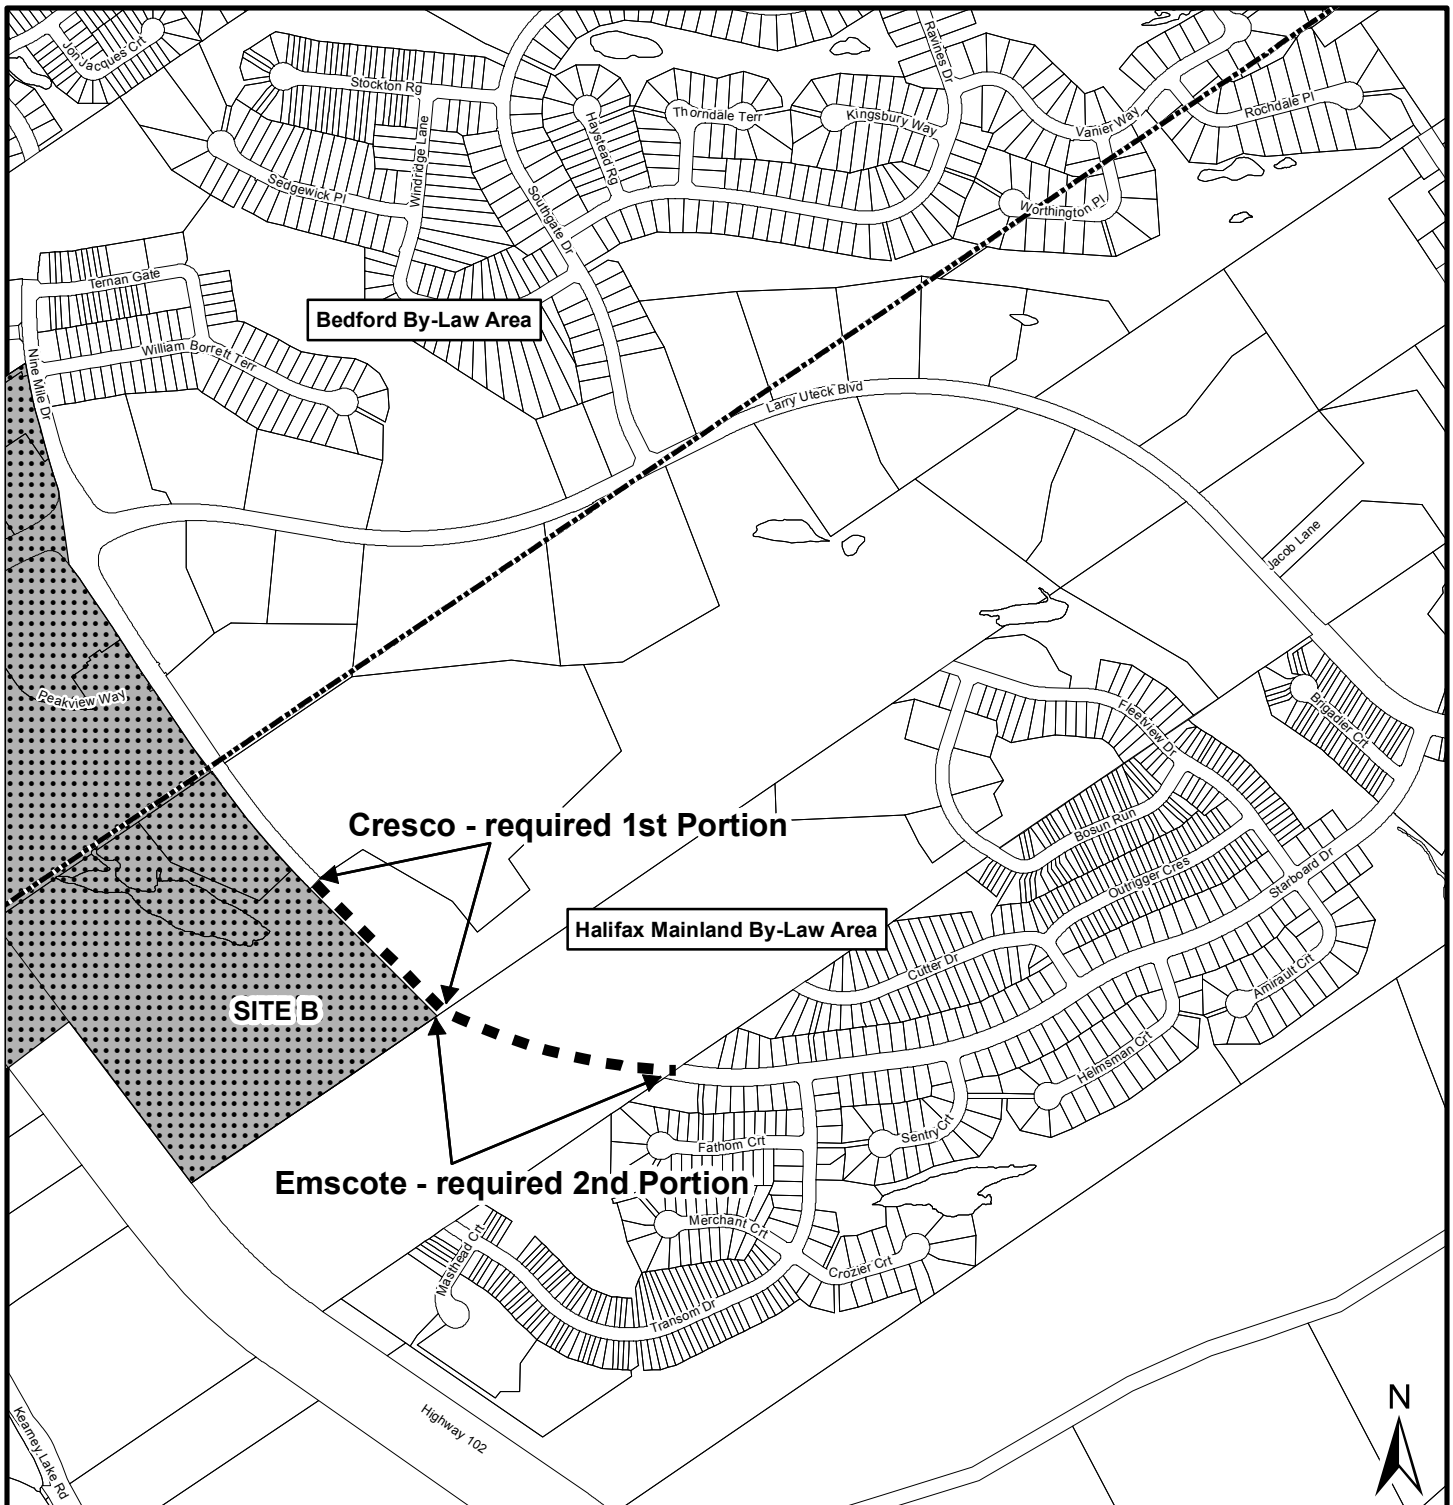 Jon Jacques Crt
Stockton Rg
Windridge Lane
Sedgewick Pl
Haystead Rg
Southgate Dr
Thorndale Terr
Kingsbury Way
Ravines Dr
Vanier Way
Rochdale Pl
Worthington Pl
Ternan Gate
Nine Mile Dr
William Borrett Terr
Bedford By-Law Area
Larry Uteck Blvd
Jacob Lane
Peakview Way
Fleetview Dr
Brigadier Crt
Cresco - required 1st Portion
Bosun Run
Outrigger Cres
Starboard Dr
Halifax Mainland By-Law Area
Cutter Dr
Amirault Crt
SITE B
Helmsman Crt
Sentry Crt
Fathom Crt
Emscote - required 2nd Portion
Merchant Crt
Masthead Crt
Crozier Crt
Transom Dr
Highway 102
Kearney Lake Rd
N